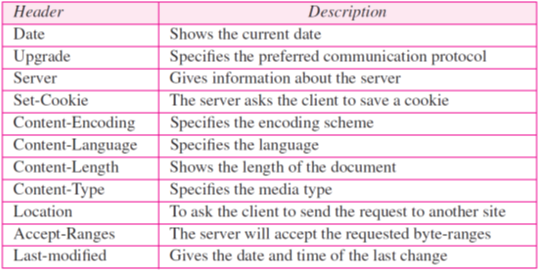 Header Description
Date Shows the current date
Upgrade Specifies the preferred communication protocol
Server Gives information about the server
Set-Cookie The server asks the client to save a cookie
Content-Encoding Specifies the encoding scheme
Content-Language Specifies the language
Content-Length Shows the length of the document
Content-Type Specifies the media type
Location To ask the client to send the request to another site
Accept-Ranges The server will accept the requested byte-ranges
Last-modified Gives the date and time of the last change